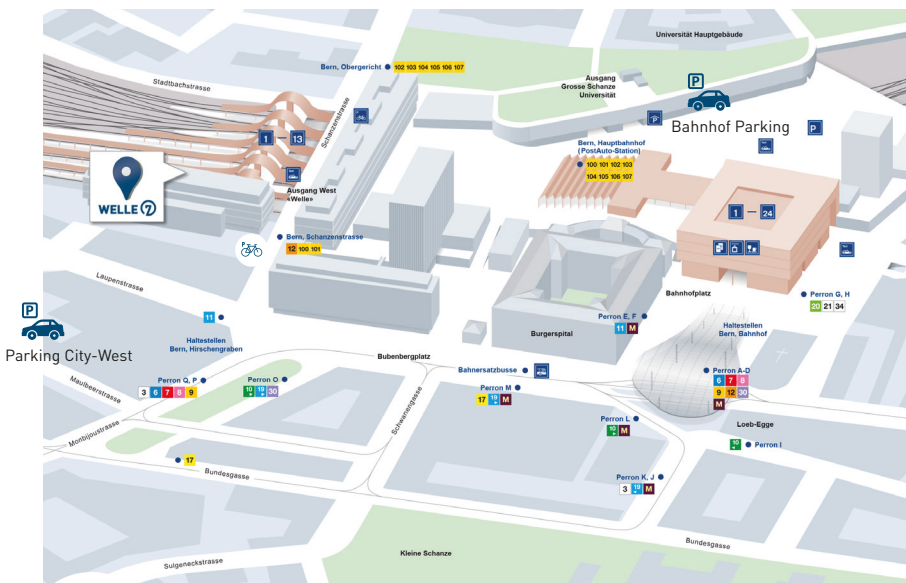 Universität Hauptgebäude
Bern, Obergericht 102 103 104 105 106 107
Stadtbachstrasse
Schanzenstrasse
Ausgang
Grosse Schanze
Universität
P
Bahnhof Parking
P
P
1 – 13
Bern, Hauptbahnhof
(PostAuto-Station)
100 101 102 103
104 105 106 107
Ausgang West
«Welle»
WELLE 7
1 – 24
P
Bern, Schanzenstrasse
12 100 101
Laupenstrasse
Bahnhofplatz
Perron G, H
20 21 34
P
Parking City-West
11
Haltestellen
Bern, Hirschengraben
Burgerspital
Perron E, F
11 M
Haltestellen
Bern, Bahnhof
Bubenbergplatz
Bahnersatzbusse
Perron Q, P
3 6 7 8 9
Perron O
10 19 30
Perron M
17 19 M
Perron A-D
6 7 8
9 12 30
M
Maulbeerstrasse
Monbijoustrasse
Schwanengasse
Perron L
10 M
Loeb-Egge
10 Perron I
17
Bundesgasse
Perron K, J
3 19 M
Bundesgasse
Kleine Schanze
Sulgeneckstrasse